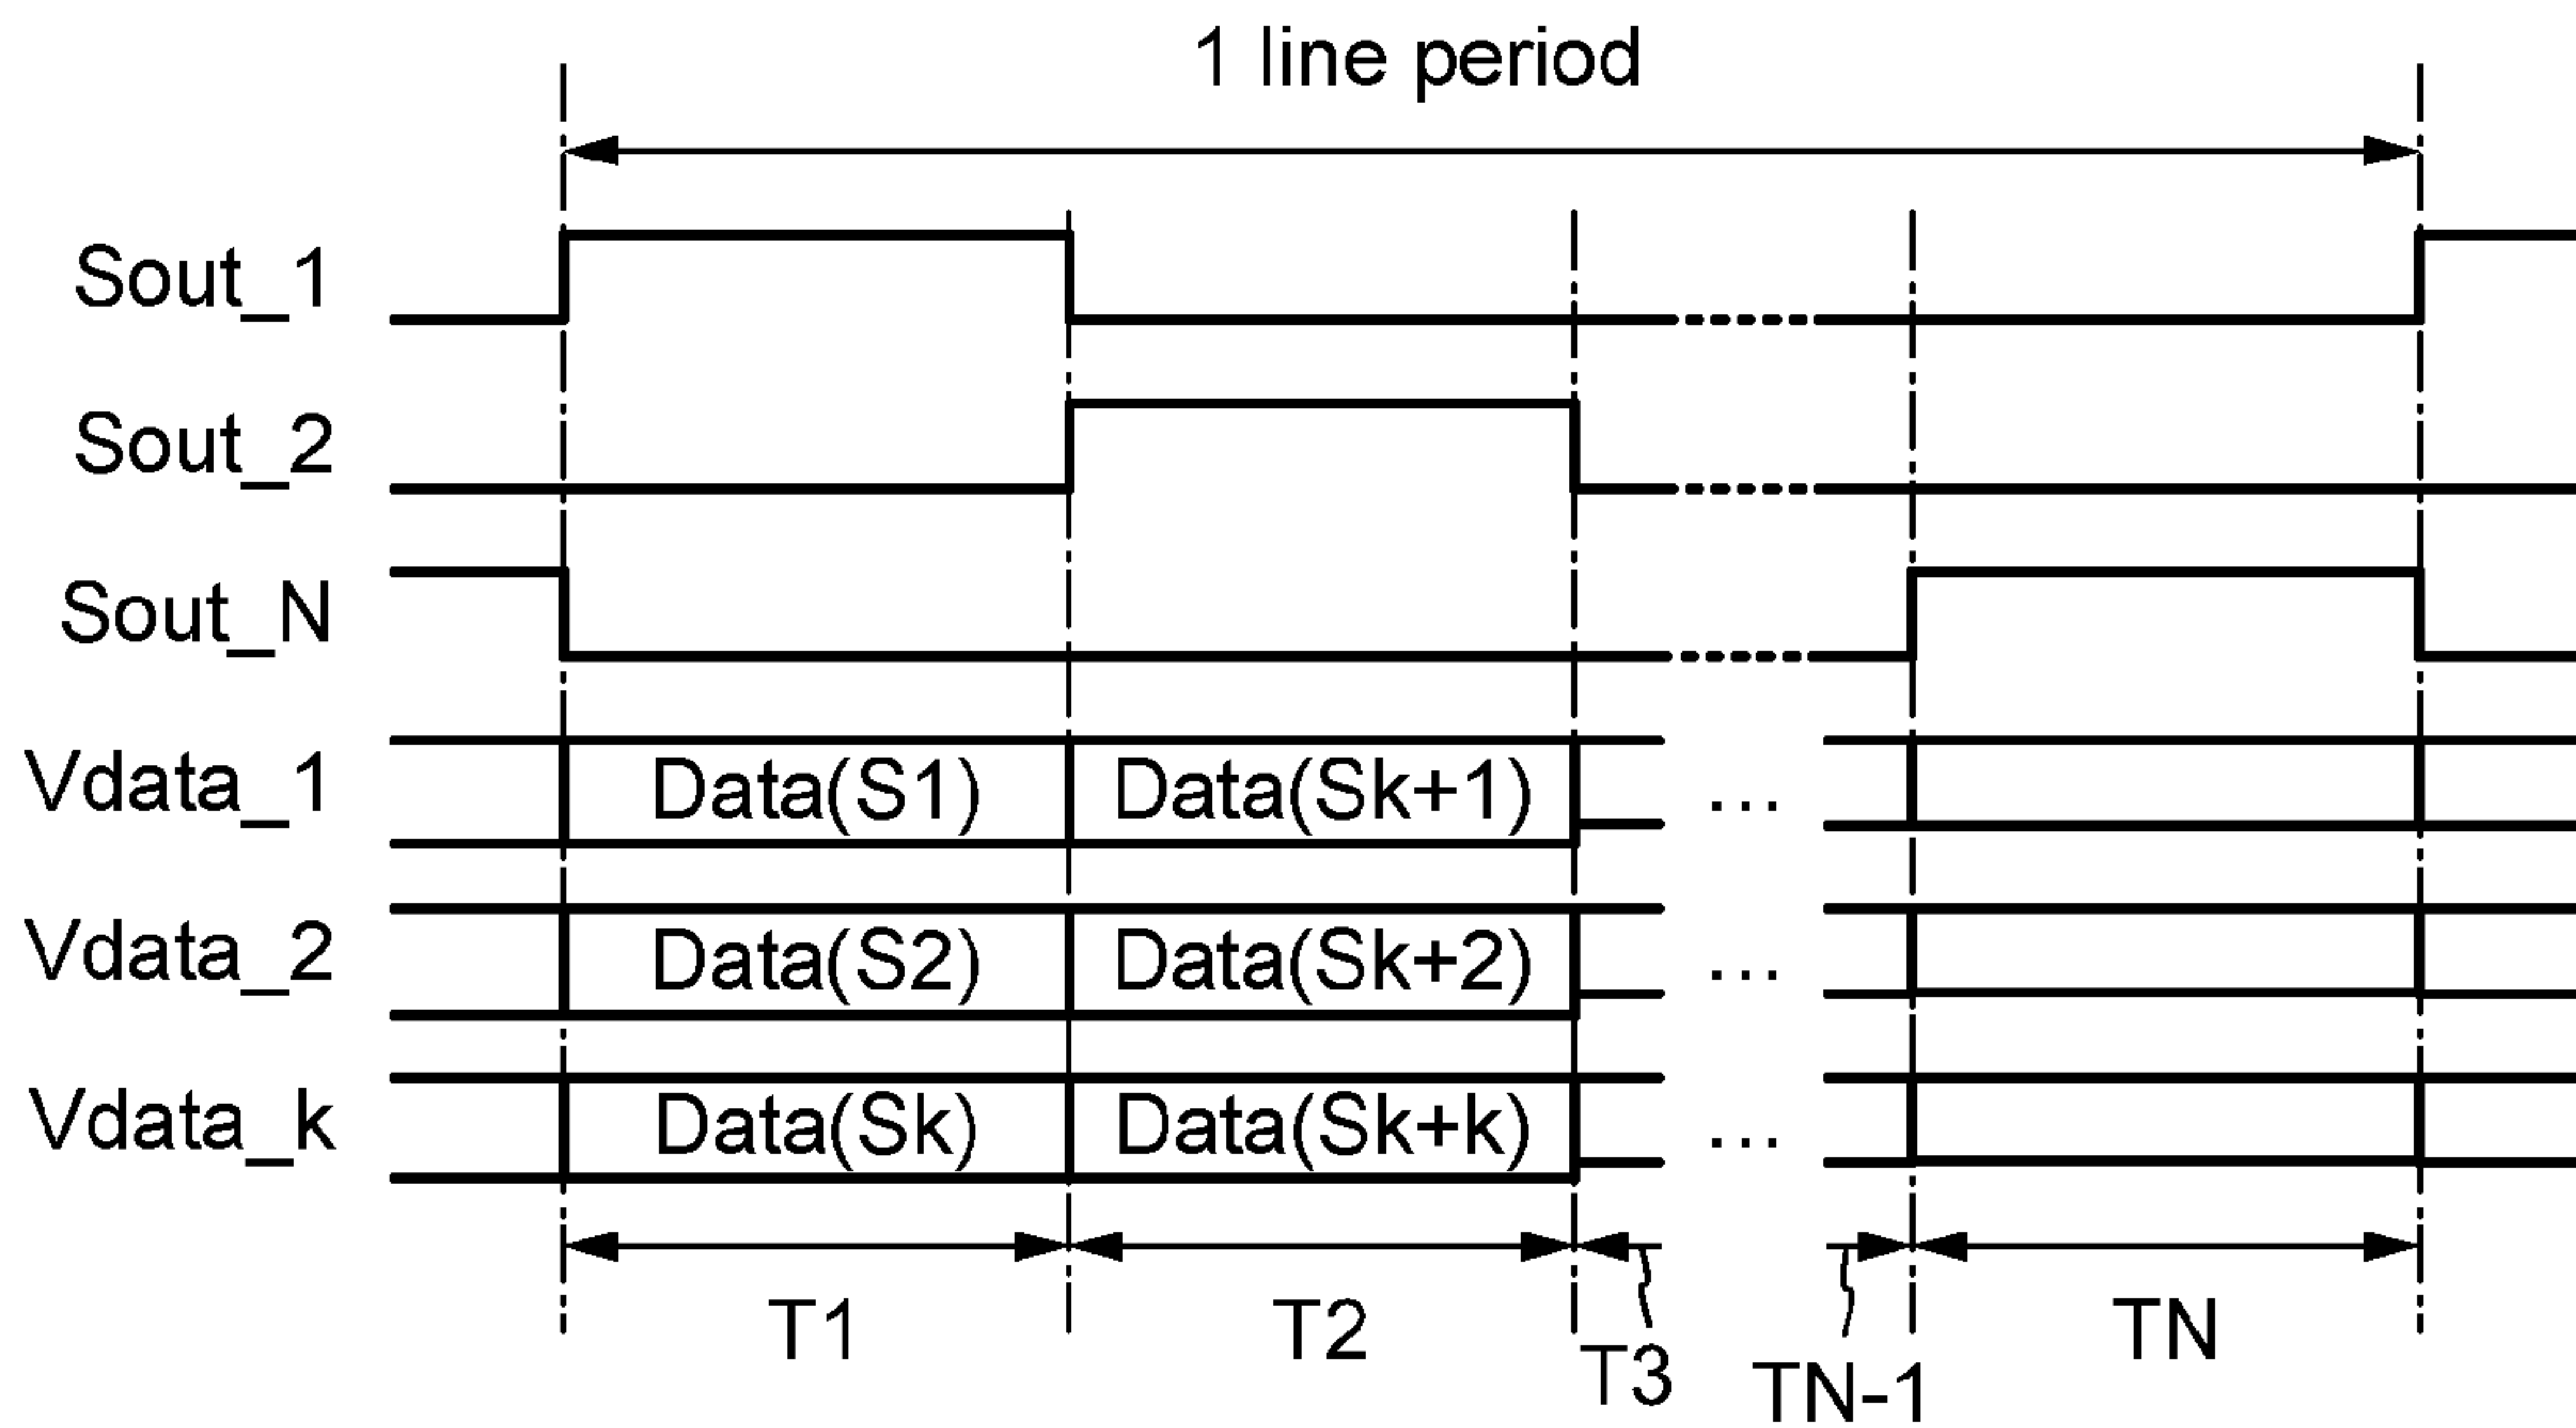 1 line period
Sout_1
Sout_2
Sout_N
Vdata_1 Data(S1) Data(Sk+1) ...
Vdata_2 Data(S2) Data(Sk+2) ...
Vdata_k Data(Sk) Data(Sk+k) ...
T1 T2 T3 TN-1 TN